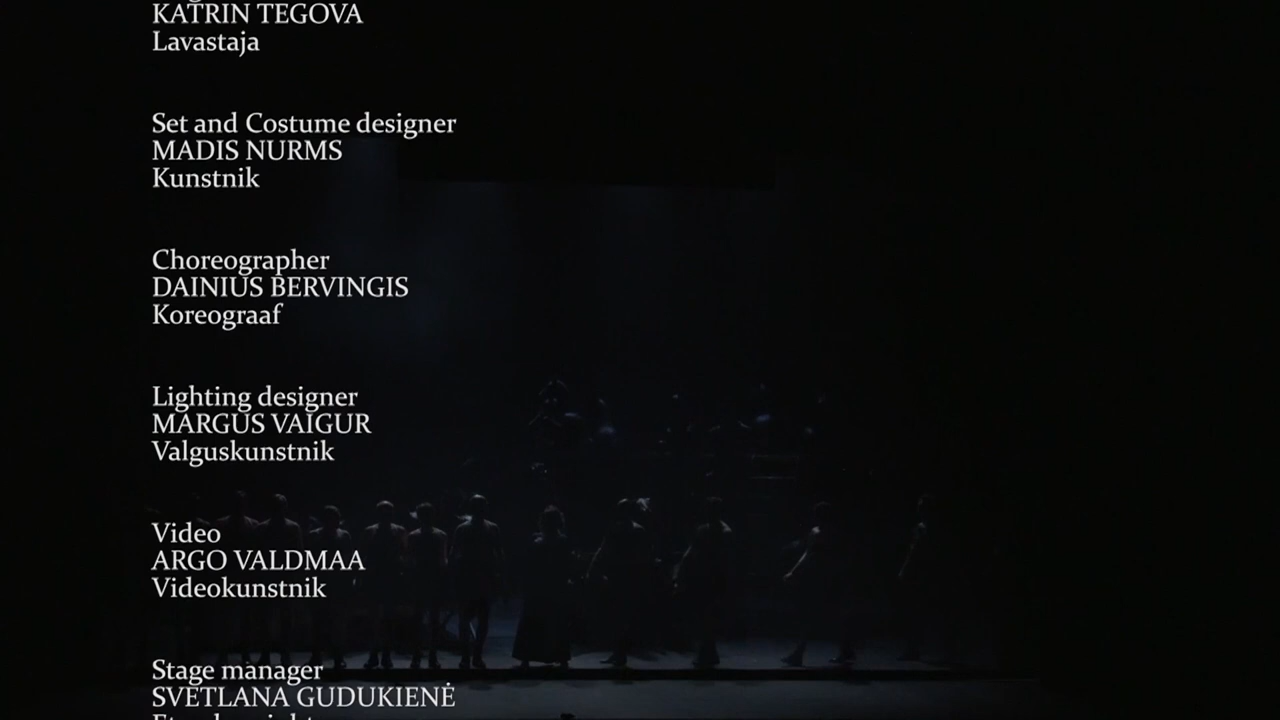 KATRIN TEGOVA
Lavastaja
Set and Costume designer
MADIS NURMS
Kunstnik
Choreographer
DAINIUS BERVINGIS
Koreograaf
Lighting designer
MARGUS VAIGUR
Valguskunstnik
Video
ARGO VALDMAA
Videokunstnik
Stage manager
SVETLANA GUDUKIENĖ